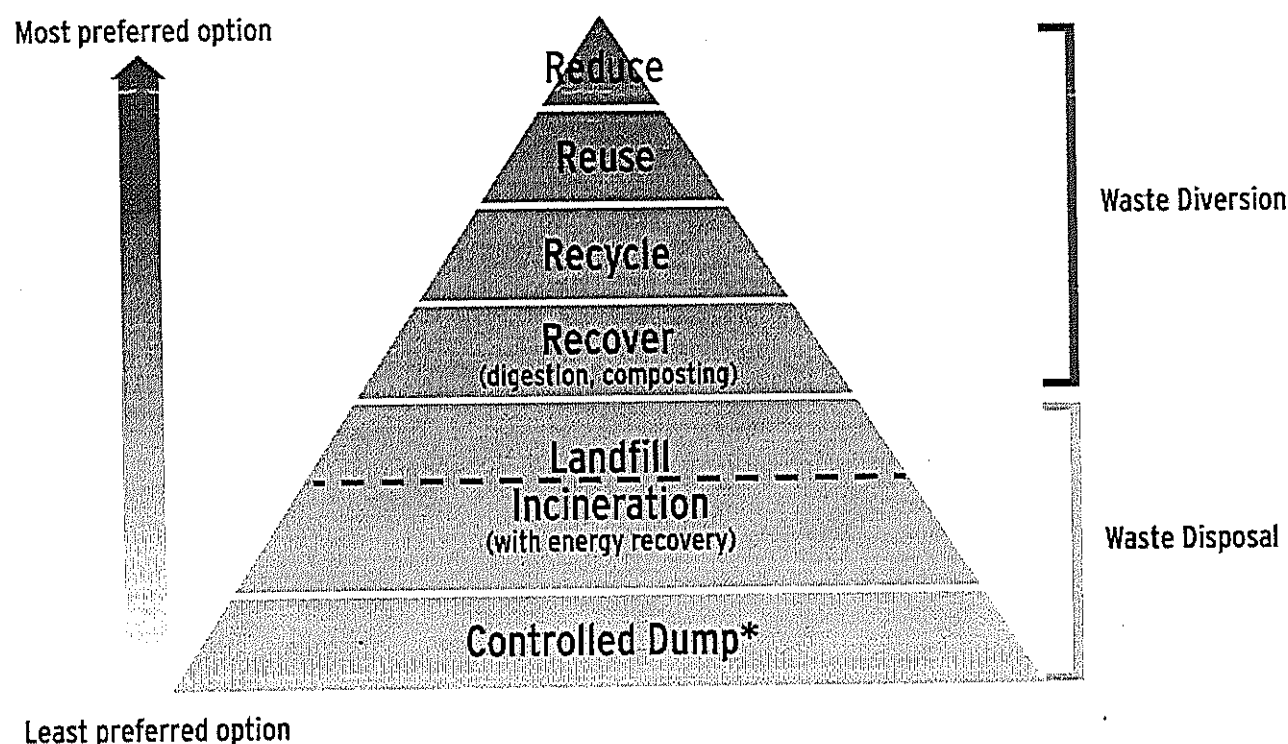 Most preferred option
Reduce
Reuse
Recycle
Recover
(digestion, composting)
Landfill
Incineration
(with energy recovery)
Controlled Dump*
Waste Diversion
Waste Disposal
Least preferred option